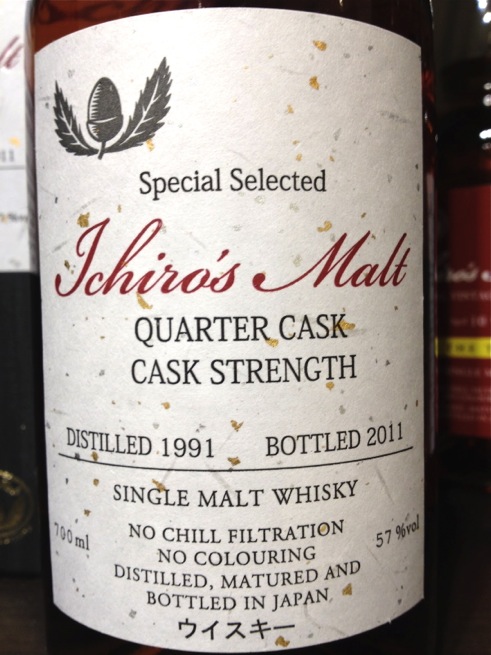 Special Selected
Ichiro's Malt
QUARTER CASK
CASK STRENGTH
DISTILLED 1991 BOTTLED 2011
SINGLE MALT WHISKY
700ml
NO CHILL FILTRATION
57%vol
NO COLOURING
DISTILLED, MATURED AND
BOTTLED IN JAPAN
ウイスキー